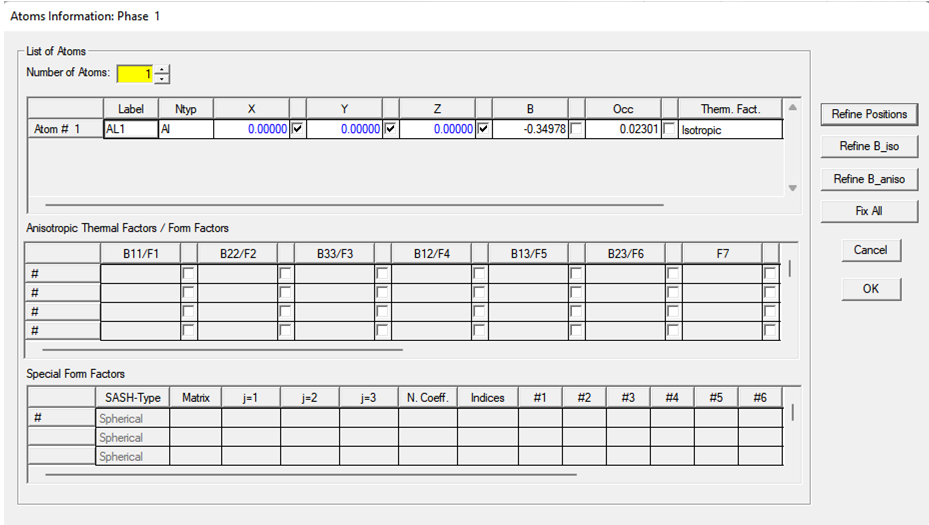 Atoms Information: Phase 1
List of Atoms
Number of Atoms: 1
Label Ntyp X Y Z B Occ Therm. Fact.
Atom # 1 AL1 Al 0.00000 0.00000 0.00000 -0.34978 0.02301 Isotropic
Refine Positions
Refine B_iso
Refine B_aniso
Fix All
Cancel
OK
Anisotropic Thermal Factors / Form Factors
B11/F1 B22/F2 B33/F3 B12/F4 B13/F5 B23/F6 F7
#
#
#
#
Special Form Factors
SASH-Type Matrix j=1 j=2 j=3 N. Coeff. Indices #1 #2 #3 #4 #5 #6
# Spherical
Spherical
Spherical